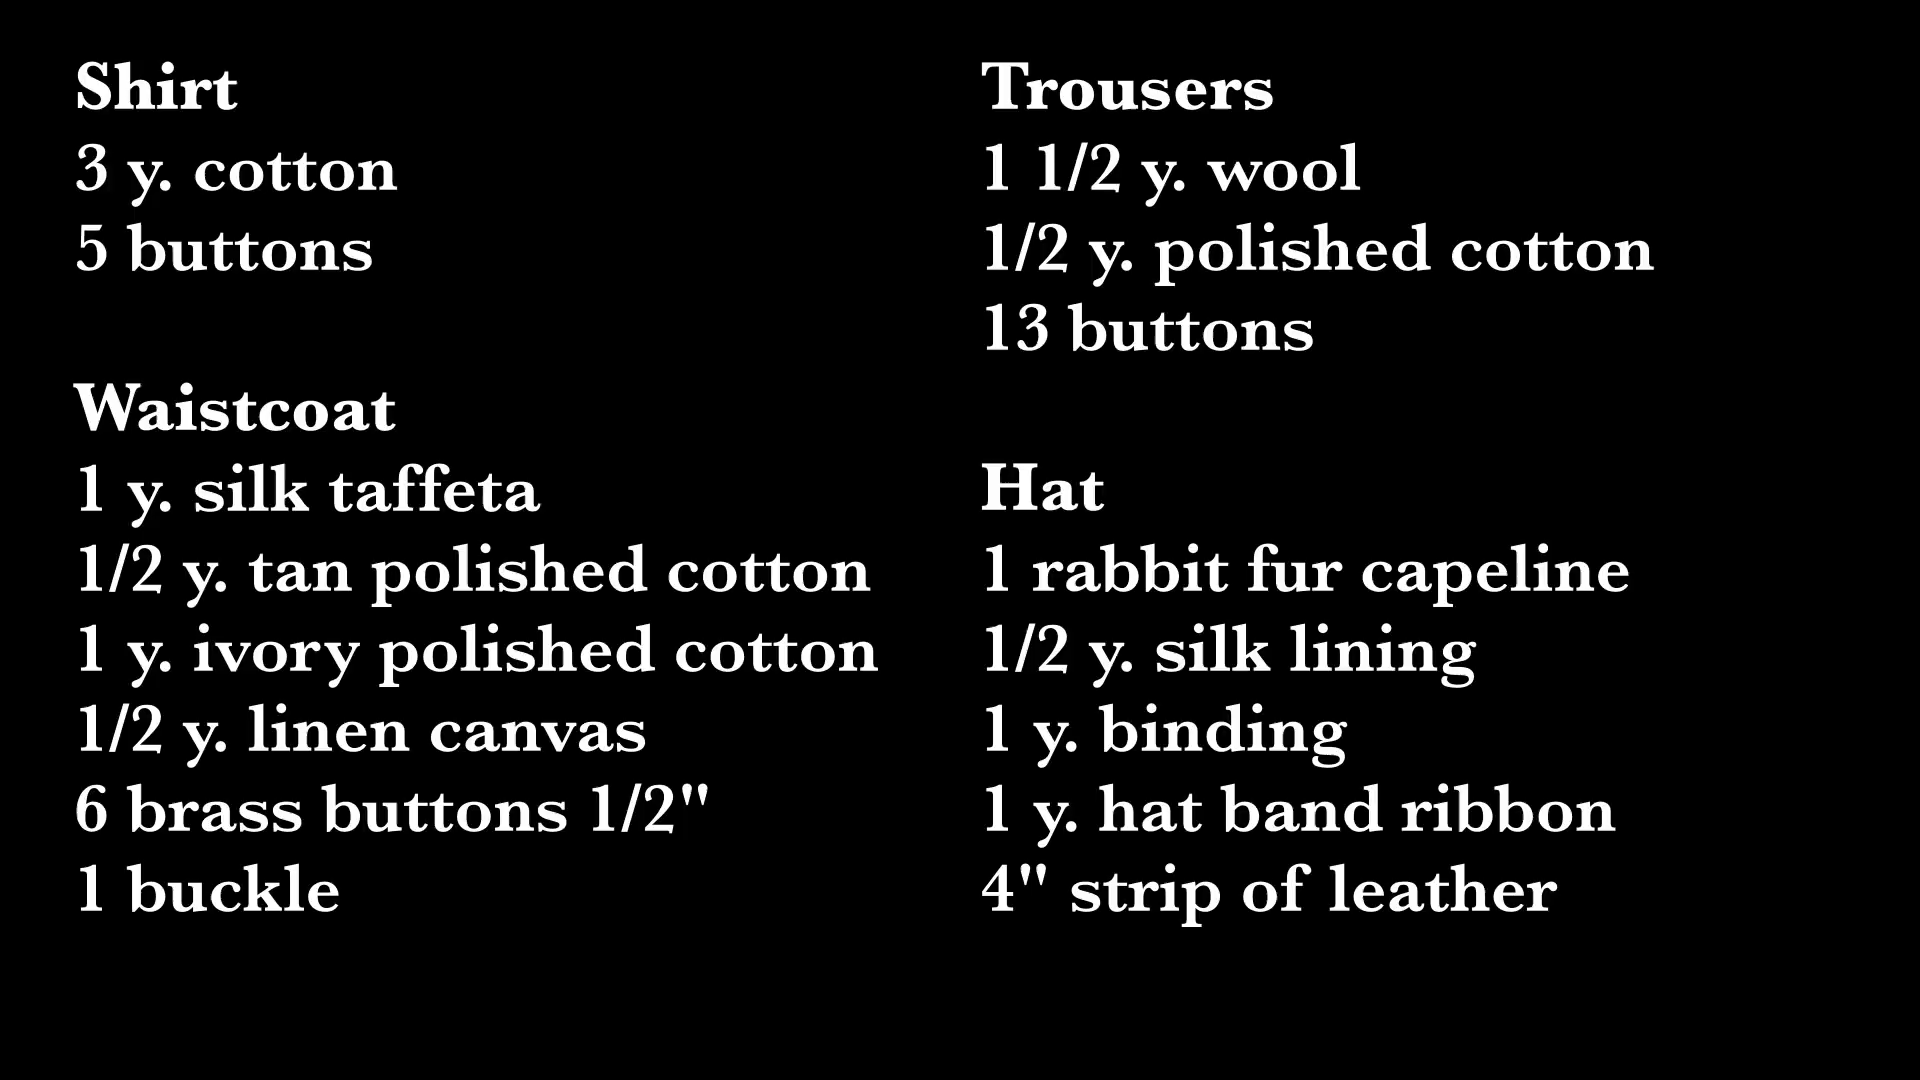 Shirt
3 y. cotton
5 buttons
Waistcoat
1 y. silk taffeta
1/2 y. tan polished cotton
1 y. ivory polished cotton
1/2 y. linen canvas
6 brass buttons 1/2"
1 buckle
Trousers
1 1/2 y. wool
1/2 y. polished cotton
13 buttons
Hat
1 rabbit fur capeline
1/2 y. silk lining
1 y. binding
1 y. hat band ribbon
4" strip of leather